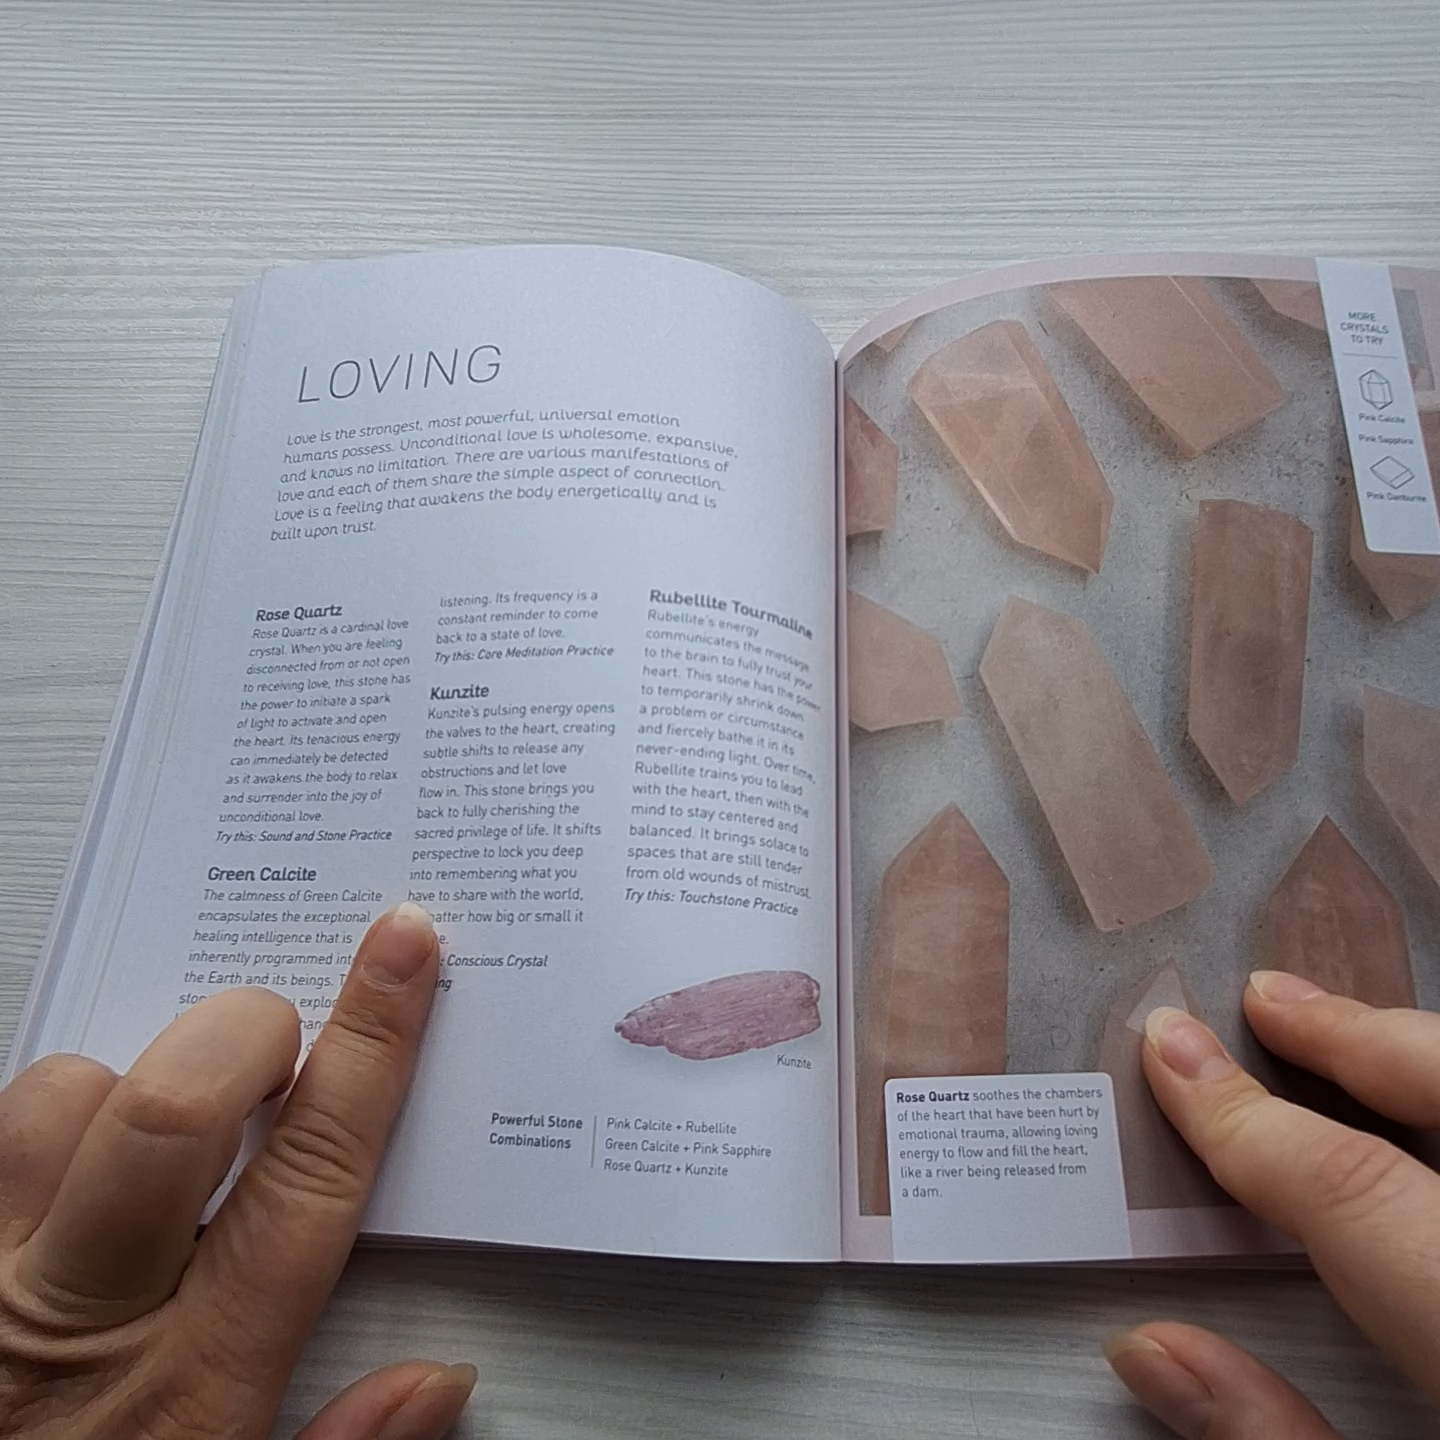 LOVING
Love is the strongest, most powerful, universal emotion
humans possess. Unconditional love is wholesome, expansive,
and knows no limitation. There are various manifestations of
love and each of them share the simple aspect of connection.
Love is a feeling that awakens the body energetically and is
built upon trust.
Rose Quartz
Rose Quartz is a cardinal love
crystal. When you are feeling
disconnected from or not open
to receiving love, this stone has
the power to initiate a spark
of light to activate and open
the heart. Its tenacious energy
can immediately be detected
as it awakens the body to relax
and surrender into the joy of
unconditional love.
Try this: Sound and Stone Practice
Green Calcite
The calmness of Green Calcite
encapsulates the exceptional
healing intelligence that is
inherently programmed
the Earth and its beings.
listening. Its frequency is a
constant reminder to come
back to a state of love.
Try this: Core Meditation Practice
Kunzite
Kunzite's pulsing energy opens
the valves to the heart, creating
subtle shifts to release any
obstructions and let love
flow in. This stone brings you
back to fully cherishing the
sacred privilege of life. It shifts
perspective to lock you deep
into remembering what you
have to share with the world,
how big or small it
: Conscious Crystal
Rubellite Tourmaline
Rubellite's energy
communicates the message
to the brain to fully trust your
heart. This stone has the power
to temporarily shrink down
a problem or circumstance
and fiercely bathe it in its
never-ending light. Over time,
Rubellite trains you to lead
with the heart, then with the
mind to stay centered and
balanced. It brings solace to
spaces that are still tender
from old wounds of mistrust.
Try this: Touchstone Practice
Kunzite
Powerful Stone
Combinations
Pink Calcite + Rubellite
Green Calcite + Pink Sapphire
Rose Quartz + Kunzite
MORE
CRYSTALS
TO TRY
Pink Calcite
Pink Sapphire
Pink Danburite
Rose Quartz soothes the chambers
of the heart that have been hurt by
emotional trauma, allowing loving
energy to flow and fill the heart,
like a river being released from
a dam.